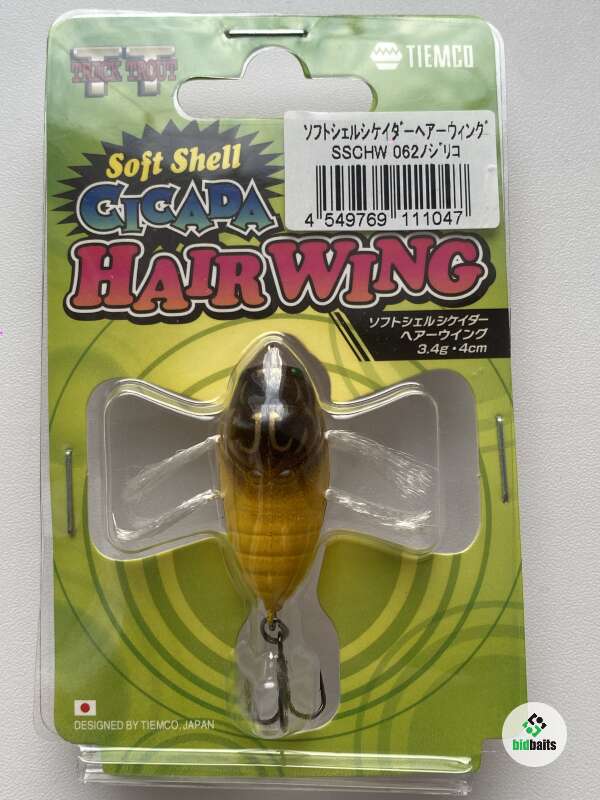 TT
TRICK TROUT
TIEMCO
ソフトシェルシケイダーヘアーウィング
SSCHW 062ノジリコ
4 549769 111047
Soft Shell
CICADA
HAIR WING
ソフトシェルシケイダー
ヘアーウイング
3.4g・4cm
DESIGNED BY TIEMCO, JAPAN
bidbaits